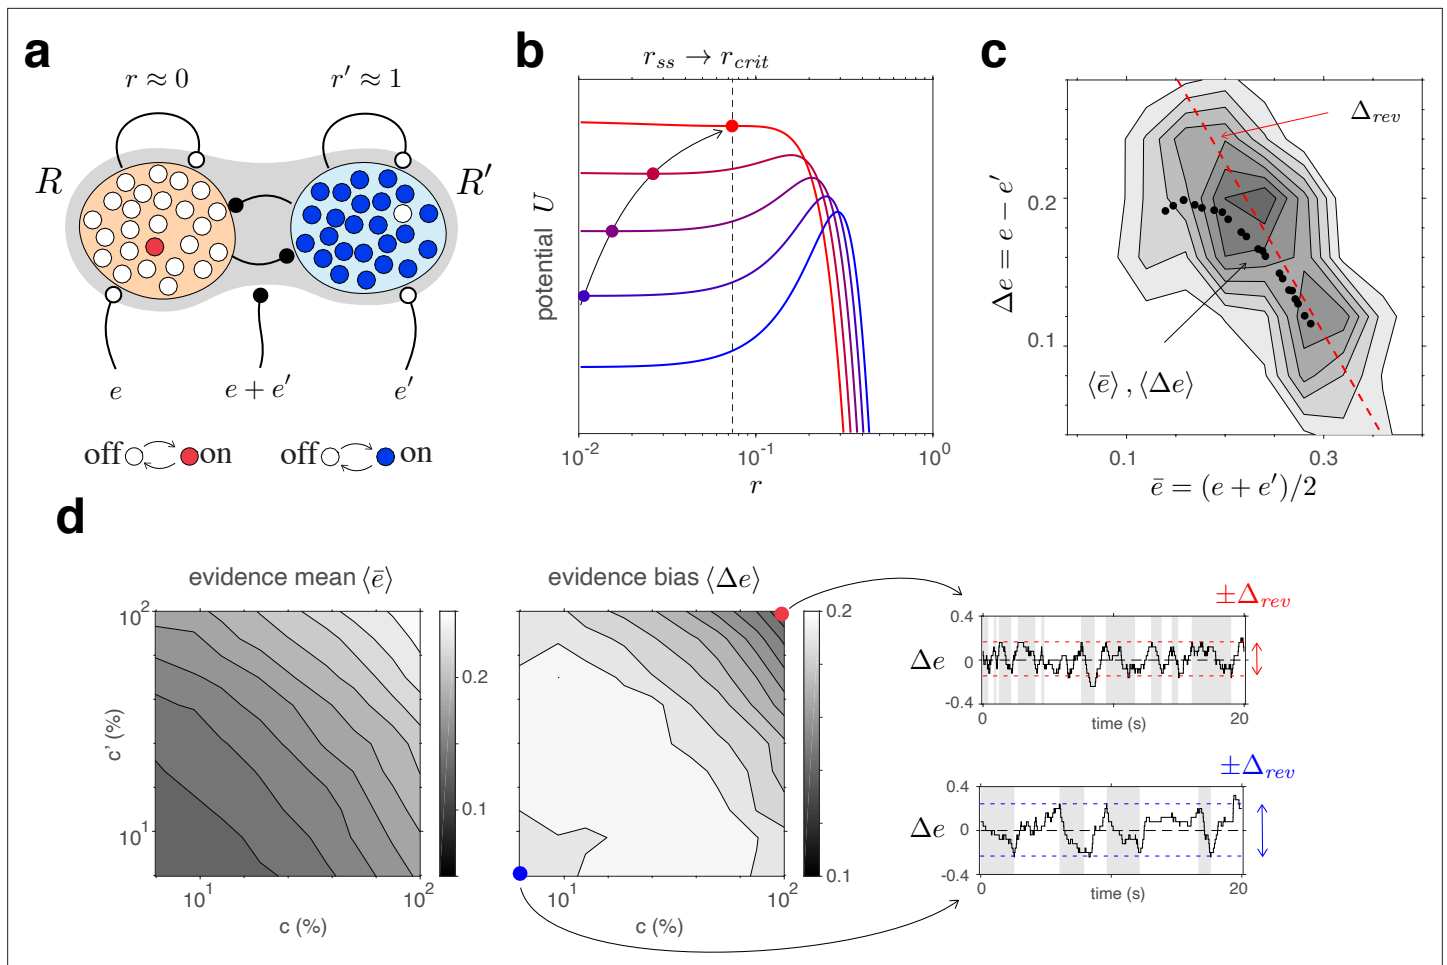 a
r ≈ 0
r′ ≈ 1
R
R′
e
e + e′
e′
off
on
off
on
b
r_ss → r_crit
potential U
10^-2
10^-1
10^0
r
c
Δ_rev
Δe = e − e′
0.2
0.1
⟨ē⟩ , ⟨Δe⟩
0.1
0.3
ē = (e + e′)/2
d
evidence mean ⟨ē⟩
10^2
c' (%)
10^1
10^1
10^2
c (%)
0.2
0.1
evidence bias ⟨Δe⟩
10^1
10^2
c (%)
0.2
0.1
±Δ_rev
0.4
Δe
0
-0.4
0
20
time (s)
±Δ_rev
0.4
Δe
0
-0.4
0
20
time (s)